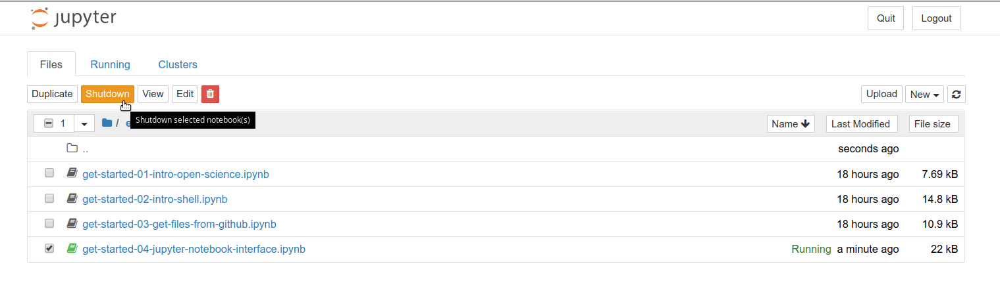 jupyter Quit Logout
Files Running Clusters
Duplicate Shutdown View Edit Upload New
1 / Shutdown selected notebook(s) Name Last Modified File size
.. seconds ago
get-started-01-intro-open-science.ipynb 18 hours ago 7.69 kB
get-started-02-intro-shell.ipynb 18 hours ago 14.8 kB
get-started-03-get-files-from-github.ipynb 18 hours ago 10.9 kB
get-started-04-jupyter-notebook-interface.ipynb Running a minute ago 22 kB